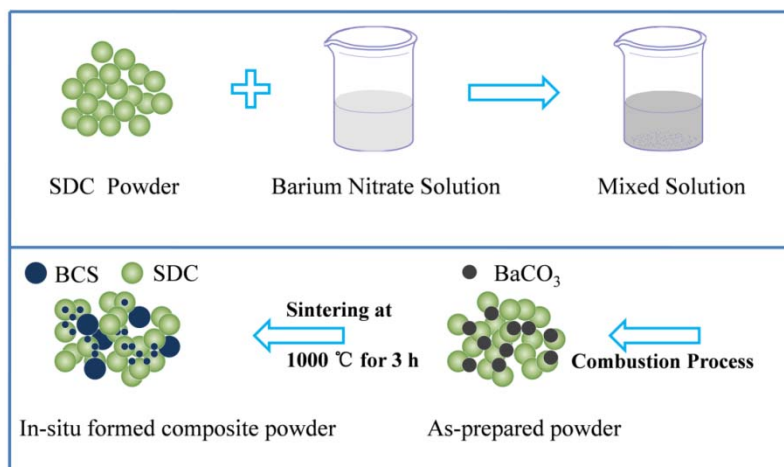 SDC Powder
Barium Nitrate Solution
Mixed Solution
BCS
SDC
BaCO₃
Sintering at
1000 ℃ for 3 h
Combustion Process
In-situ formed composite powder
As-prepared powder